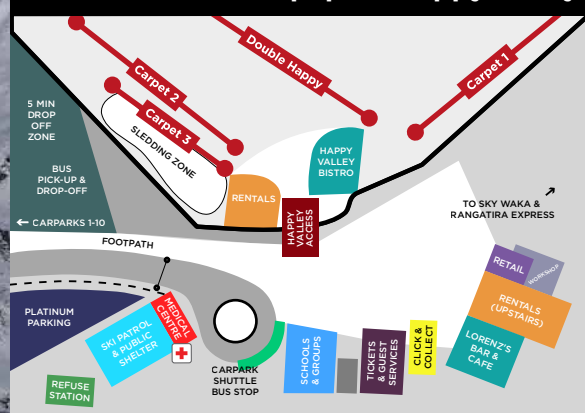 Carpet 2
Double Happy
Carpet 1
Carpet 3
SLEDDING ZONE
5 MIN
DROP
OFF
ZONE
BUS
PICK-UP &
DROP-OFF
← CARPARKS 1-10
HAPPY
VALLEY
BISTRO
RENTALS
HAPPY
VALLEY
ACCESS
TO SKY WAKA &
RANGATIRA EXPRESS
FOOTPATH
RETAIL
WORKSHOP
RENTALS
(UPSTAIRS)
LORENZ'S
BAR &
CAFE
PLATINUM
PARKING
MEDICAL
CENTRE
SKI PATROL
& PUBLIC
SHELTER
REFUSE
STATION
CARPARK
SHUTTLE
BUS STOP
SCHOOLS
& GROUPS
TICKETS
& GUEST
SERVICES
CLICK &
COLLECT